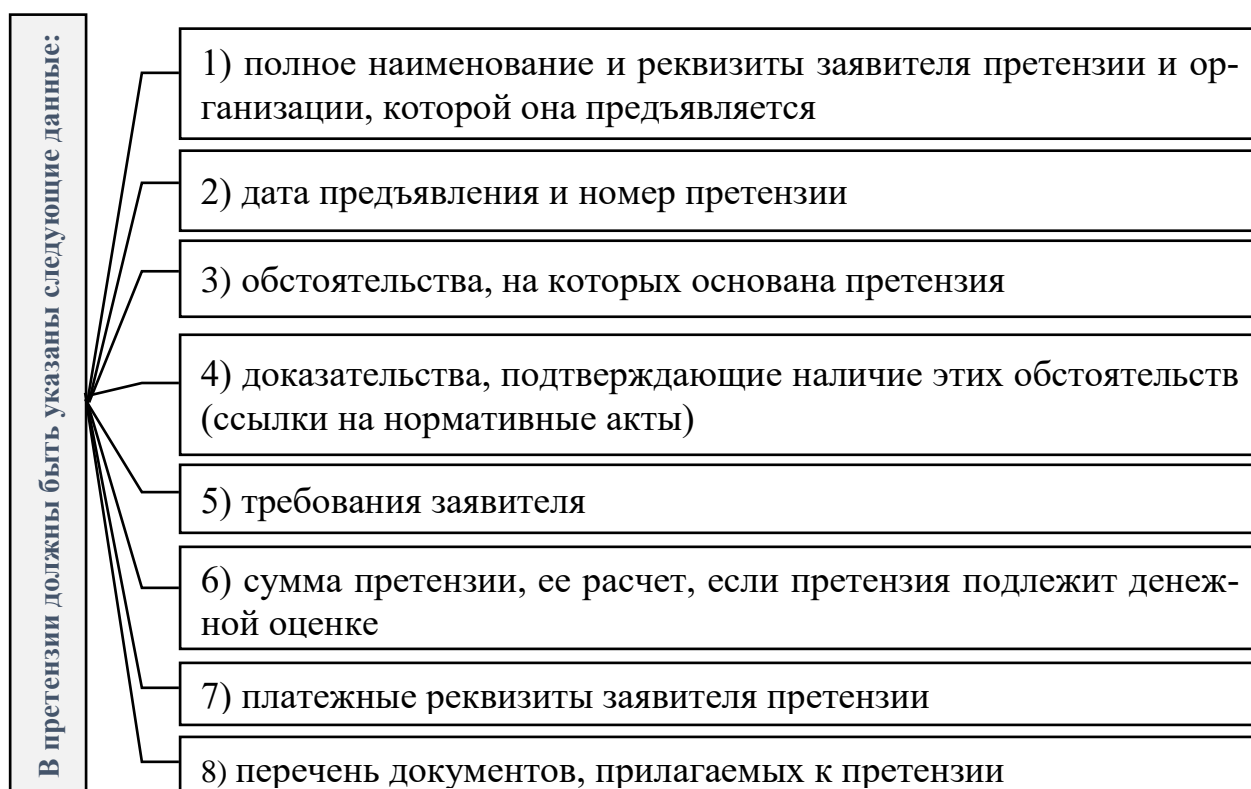 В претензии должны быть указаны следующие данные:
1) полное наименование и реквизиты заявителя претензии и ор-
ганизации, которой она предъявляется
2) дата предъявления и номер претензии
3) обстоятельства, на которых основана претензия
4) доказательства, подтверждающие наличие этих обстоятельств
(ссылки на нормативные акты)
5) требования заявителя
6) сумма претензии, ее расчет, если претензия подлежит денеж-
ной оценке
7) платежные реквизиты заявителя претензии
8) перечень документов, прилагаемых к претензии